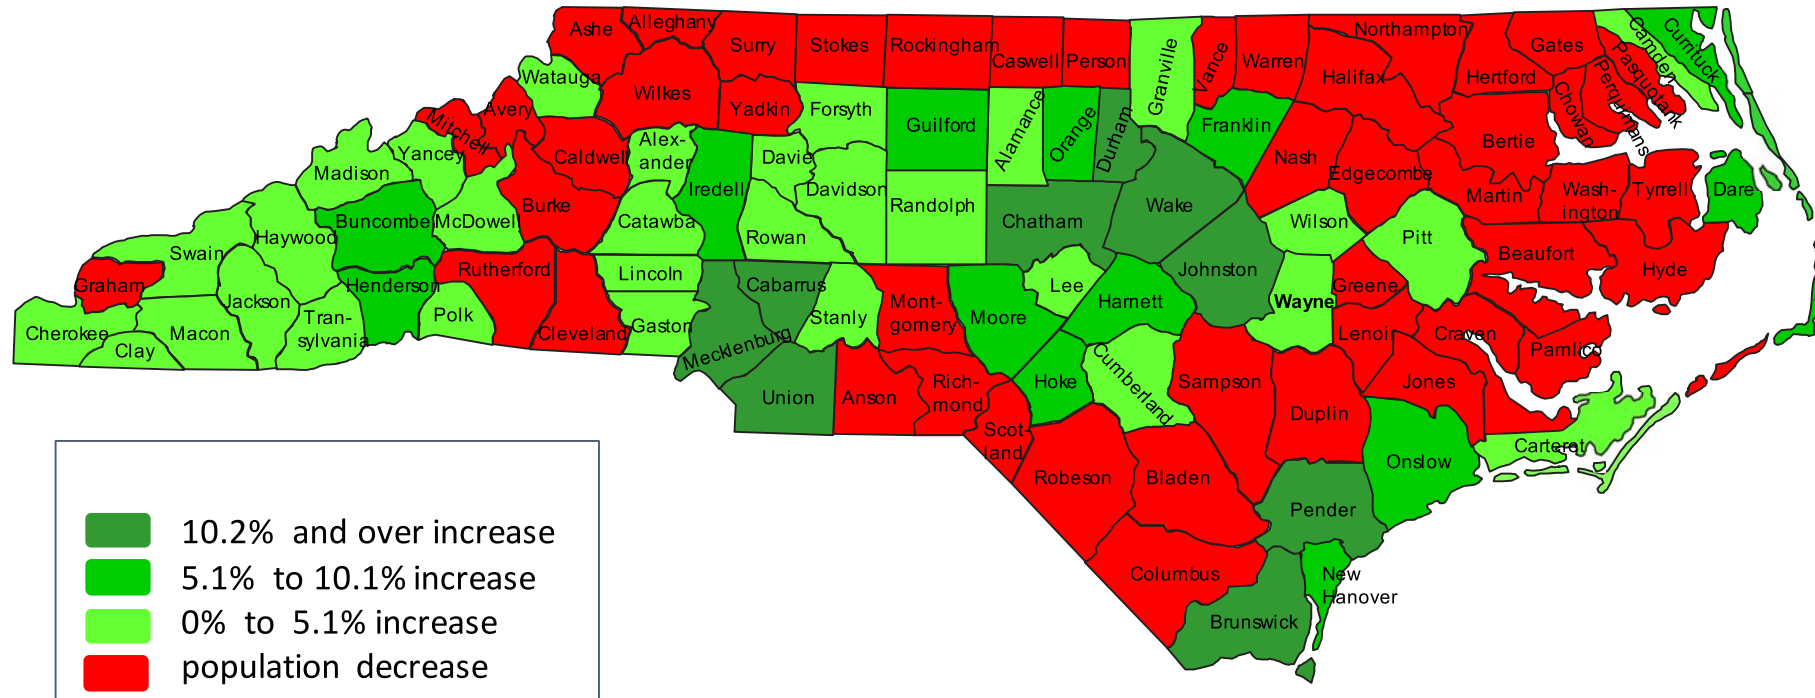 Ashe
Alleghany
Surry
Stokes
Rockingham
Caswell
Person
Granville
Vance
Warren
Northampton
Halifax
Hertford
Gates
Camden
Currituck
Pasquotank
Perquimans
Chowan
Watauga
Wilkes
Yadkin
Forsyth
Guilford
Alamance
Orange
Durham
Franklin
Nash
Edgecombe
Bertie
Martin
Wash-
ington
Tyrrell
Dare
Avery
Mitchell
Yancey
Madison
Caldwell
Alex-
ander
Davie
Iredell
Davidson
Randolph
Chatham
Wake
Wilson
Pitt
Beaufort
Hyde
Buncombe
McDowell
Burke
Catawba
Rowan
Haywood
Swain
Graham
Jackson
Henderson
Rutherford
Lincoln
Cabarrus
Stanly
Mont-
gomery
Moore
Lee
Harnett
Johnston
Wayne
Greene
Lenoir
Craven
Pamlico
Cherokee
Clay
Macon
Tran-
sylvania
Polk
Cleveland
Gaston
Mecklenburg
Union
Anson
Rich-
mond
Scot-
land
Hoke
Cumberland
Sampson
Duplin
Jones
Carteret
Onslow
Robeson
Bladen
Pender
Columbus
New
Hanover
Brunswick
10.2% and over increase
5.1% to 10.1% increase
0% to 5.1% increase
population decrease